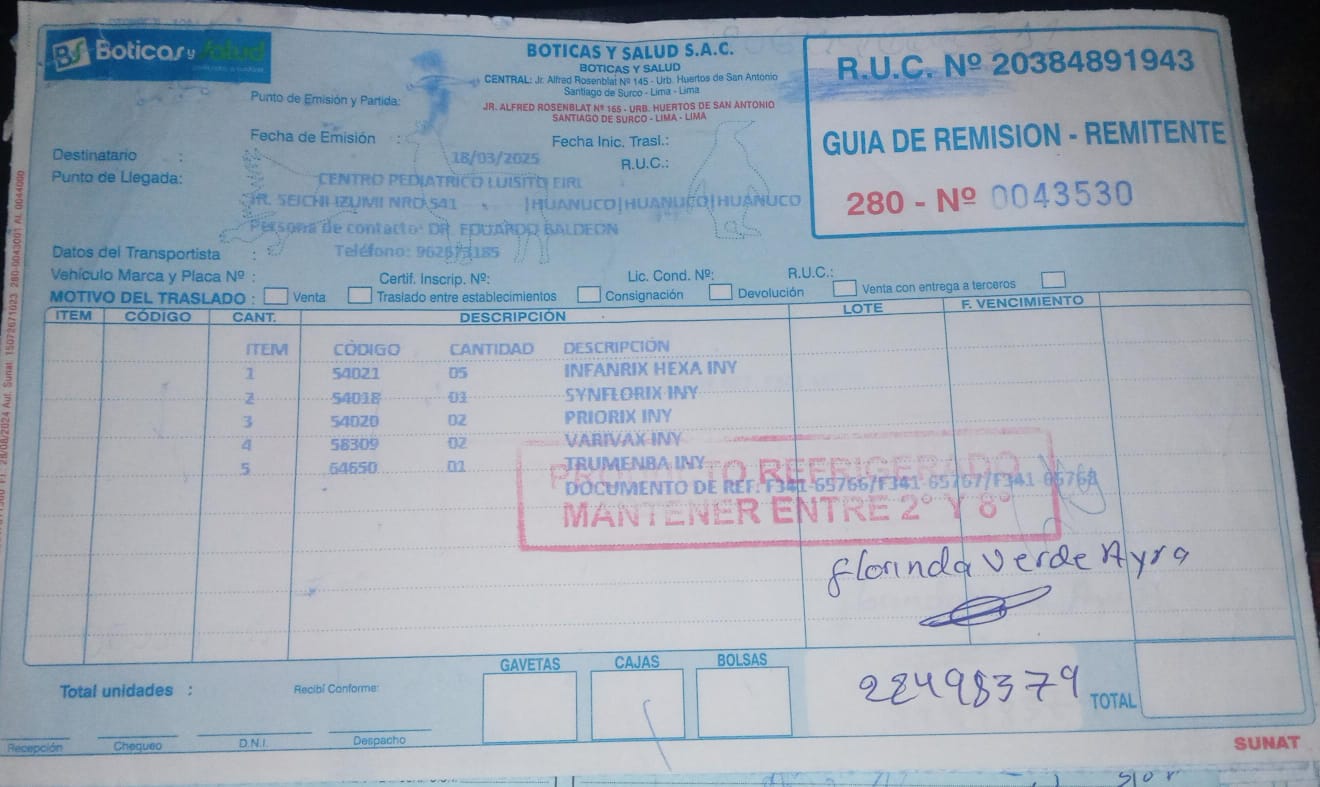 BS Boticas y Salud
BOTICAS Y SALUD S.A.C.
BOTICAS Y SALUD
CENTRAL: Jr. Alfred Rosenblat Nº 145 - Urb. Huertos de San Antonio
Santiago de Surco - Lima - Lima
JR. ALFRED ROSENBLAT Nº 165 - URB. HUERTOS DE SAN ANTONIO
SANTIAGO DE SURCO - LIMA - LIMA
R.U.C. Nº 20384891943
GUIA DE REMISION - REMITENTE
280 - Nº 0043530
Punto de Emisión y Partida:
Fecha de Emisión : 18/03/2025 Fecha Inic. Trasl.:
Destinatario : CENTRO PEDIATRICO LUISITO EIRL R.U.C.:
Punto de Llegada: JR. SEICHI IZUMI NRO 541 |HUANUCO|HUANUCO|HUANUCO
Persona de contacto: DR. EDUARDO BALDEON
Datos del Transportista : Teléfono: 962673185
Vehículo Marca y Placa Nº : Certif. Inscrip. Nº: Lic. Cond. Nº: R.U.C.:
MOTIVO DEL TRASLADO : Venta Traslado entre establecimientos Consignación Devolución Venta con entrega a terceros
ITEM CÓDIGO CANT. DESCRIPCIÓN LOTE F. VENCIMIENTO
ITEM CÓDIGO CANTIDAD DESCRIPCIÓN
1 54021 05 INFANRIX HEXA INY
2 54018 01 SYNFLORIX INY
3 54020 02 PRIORIX INY
4 58309 02 VARIVAX INY
5 64650 01 TRUMENBA INY
PRODUCTO REFRIGERADO
DOCUMENTO DE REF: F341-65766/F341-65767/F341-65768
MANTENER ENTRE 2° Y 8°
Florinda Verde Ayra
GAVETAS CAJAS BOLSAS
22498379
TOTAL
Total unidades : Recibí Conforme:
Recepción Chequeo D.N.I. Despacho
SUNAT